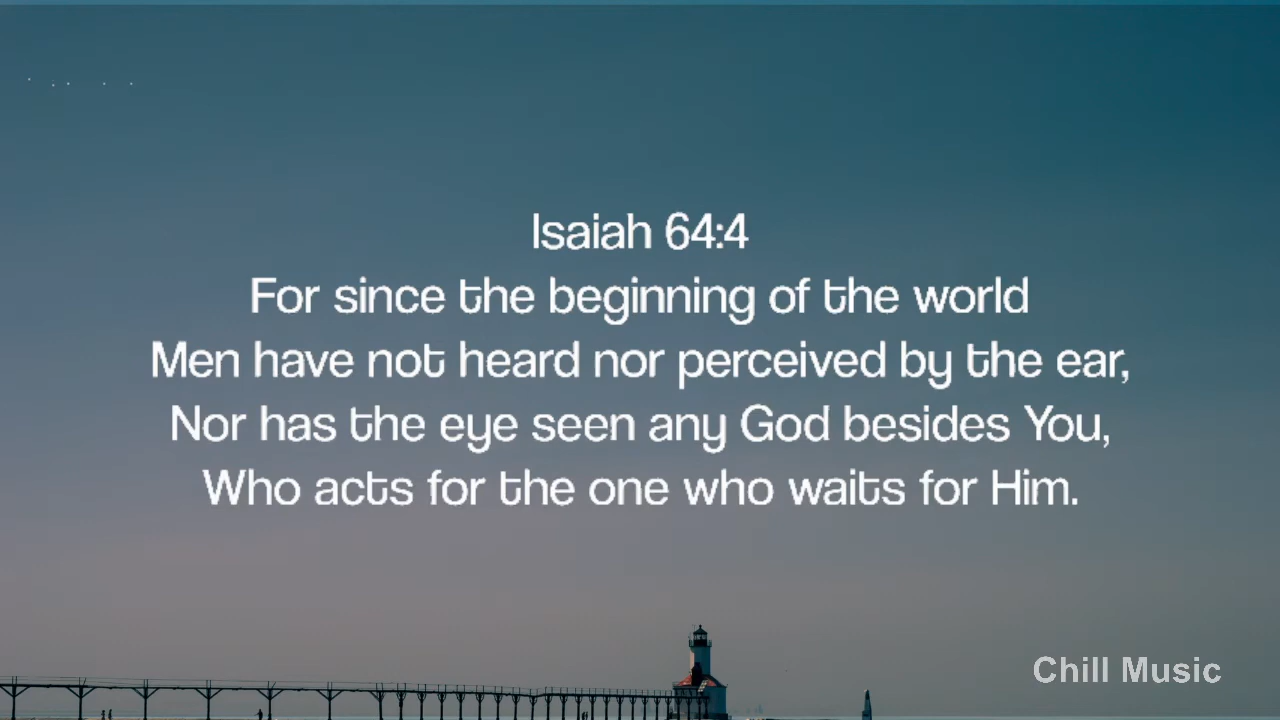 Isaiah 64:4
For since the beginning of the world
Men have not heard nor perceived by the ear,
Nor has the eye seen any God besides You,
Who acts for the one who waits for Him.
Chill Music